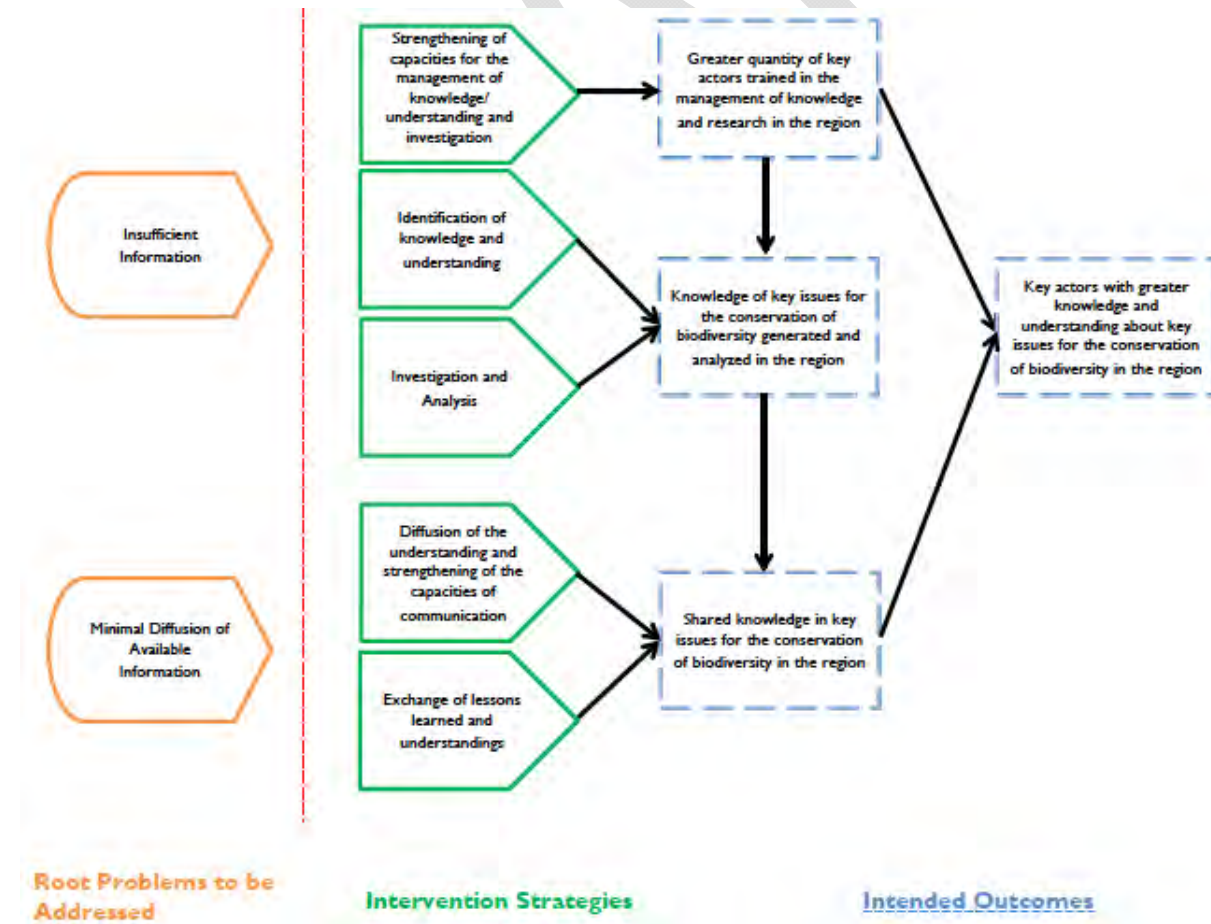 Strengthening of
capacities for the
management of
knowledge/
understanding and
investigation
Greater quantity of key
actors trained in the
management of knowledge
and research in the region
Insufficient
Information
Identification of
knowledge and
understanding
Knowledge of key issues for
the conservation of
biodiversity generated and
analyzed in the region
Key actors with greater
knowledge and
understanding about key
issues for the conservation
of biodiversity in the region
Investigation and
Analysis
Diffusion of the
understanding and
strengthening of the
capacities of
communication
Minimal Diffusion of
Available
Information
Shared knowledge in key
issues for the conservation
of biodiversity in the region
Exchange of lessons
learned and
understandings
Root Problems to be
Addressed
Intervention Strategies
Intended Outcomes